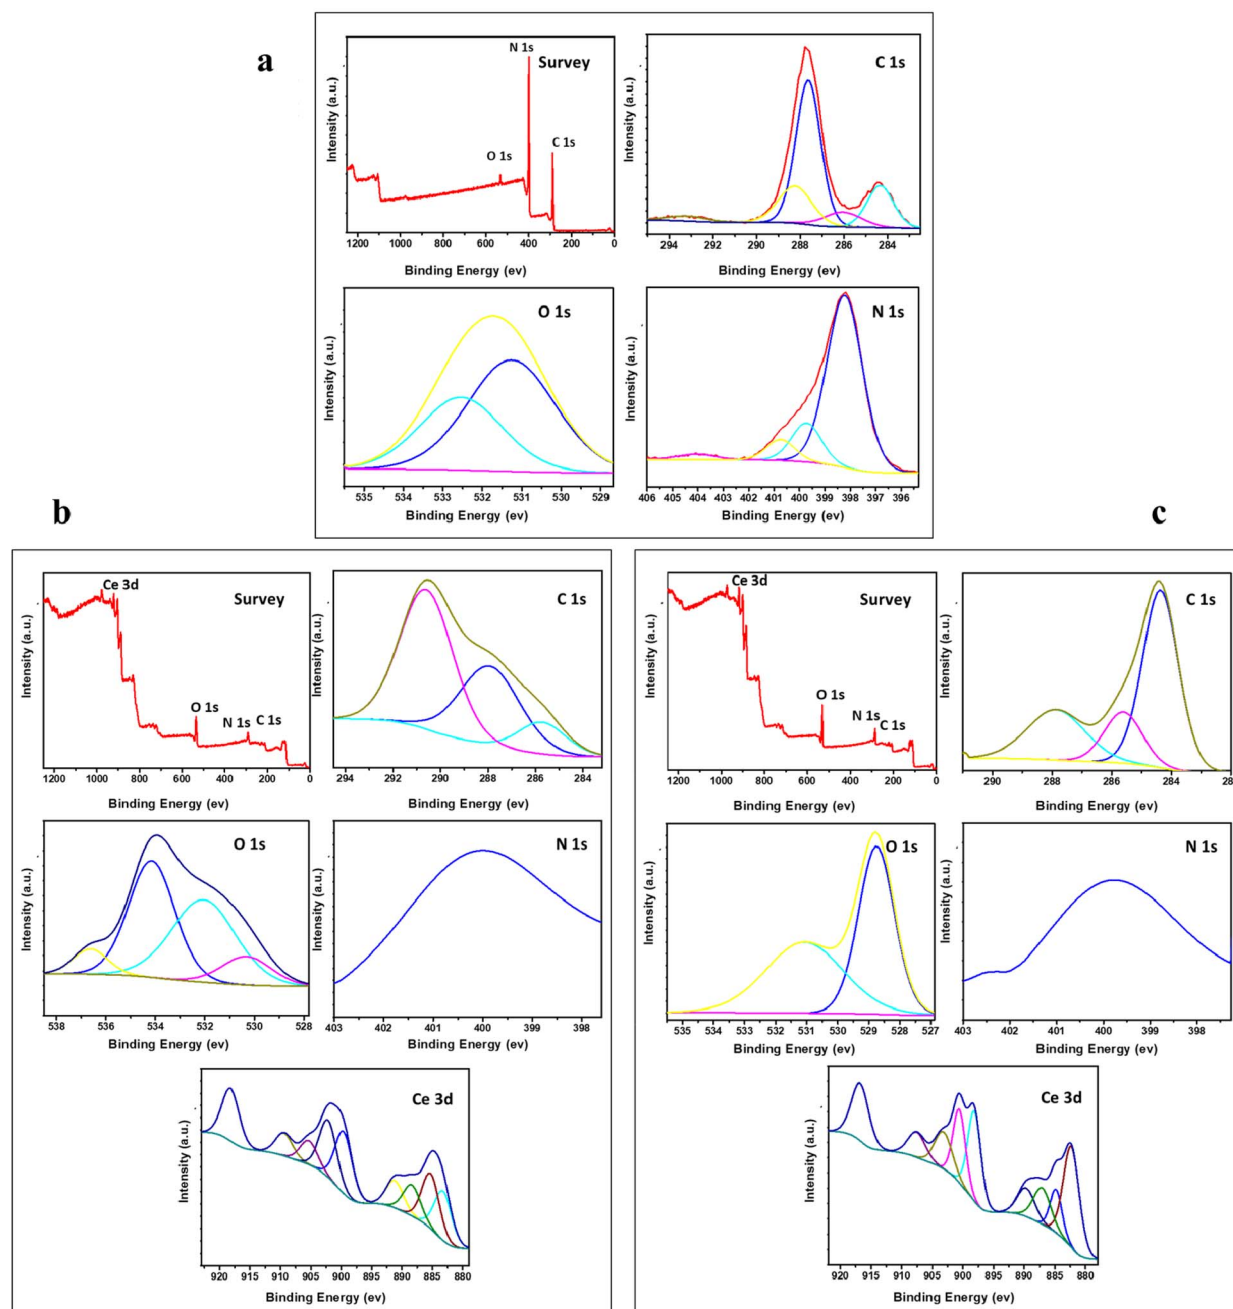 a
N 1s
Survey
O 1s
C 1s
Intensity (a.u.)
1200 1000 800 600 400 200 0
Binding Energy (ev)
C 1s
Intensity (a.u.)
294 292 290 288 286 284
Binding Energy (ev)
O 1s
Intensity (a.u.)
535 534 533 532 531 530 529
Binding Energy (ev)
N 1s
Intensity (a.u.)
406 405 404 403 402 401 400 399 398 397 396
Binding Energy (ev)
b
c
Ce 3d
Survey
O 1s
N 1s
C 1s
Intensity (a.u.)
1200 1000 800 600 400 200 0
Binding Energy (ev)
C 1s
Intensity (a.u.)
294 292 290 288 286 284
Binding Energy (ev)
O 1s
Intensity (a.u.)
538 536 534 532 530 528
Binding Energy (ev)
N 1s
Intensity (a.u.)
403 402 401 400 399 398
Binding Energy (ev)
Ce 3d
Intensity (a.u.)
920 915 910 905 900 895 890 885 880
Binding Energy (ev)
Ce 3d
Survey
O 1s
N 1s
C 1s
Intensity (a.u.)
1200 1000 800 600 400 200 0
Binding Energy (ev)
C 1s
Intensity (a.u.)
290 288 286 284 28
Binding Energy (ev)
O 1s
Intensity (a.u.)
535 534 533 532 531 530 529 528 527
Binding Energy (ev)
N 1s
Intensity (a.u.)
403 402 401 400 399 398
Binding Energy (ev)
Ce 3d
Intensity (a.u.)
920 915 910 905 900 895 890 885 880
Binding Energy (ev)